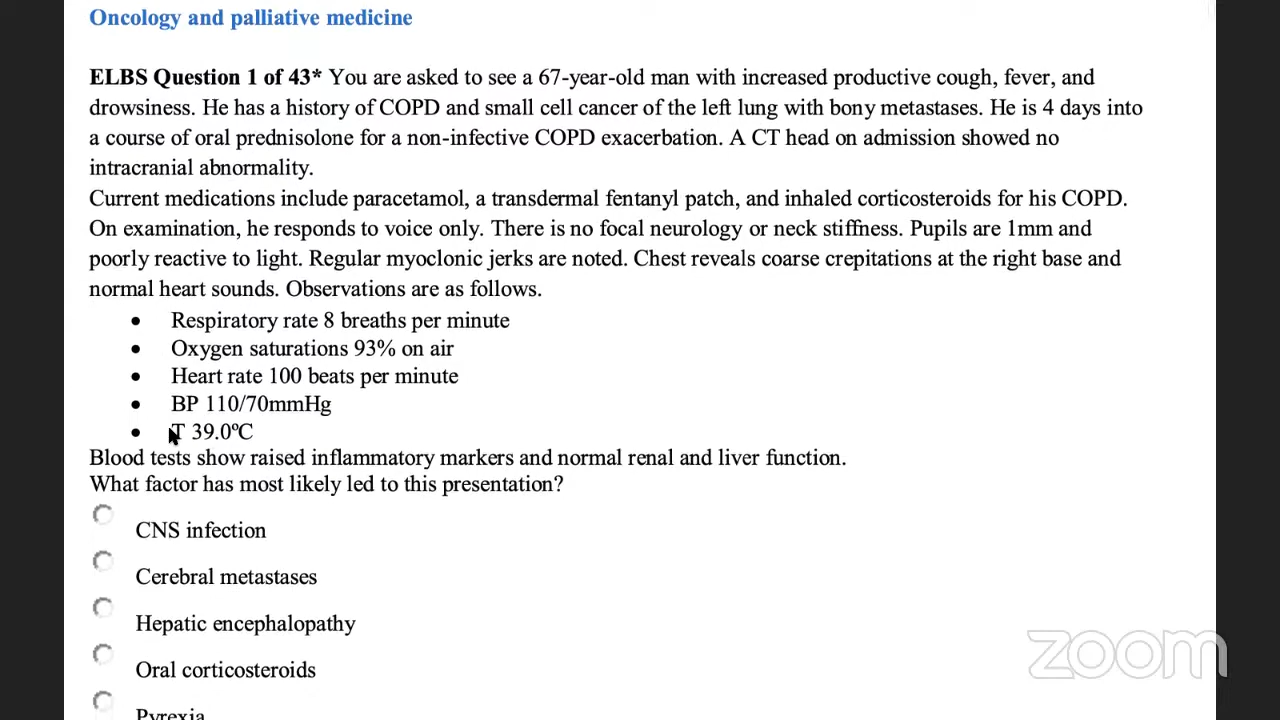 Oncology and palliative medicine
ELBS Question 1 of 43* You are asked to see a 67-year-old man with increased productive cough, fever, and
drowsiness. He has a history of COPD and small cell cancer of the left lung with bony metastases. He is 4 days into
a course of oral prednisolone for a non-infective COPD exacerbation. A CT head on admission showed no
intracranial abnormality.
Current medications include paracetamol, a transdermal fentanyl patch, and inhaled corticosteroids for his COPD.
On examination, he responds to voice only. There is no focal neurology or neck stiffness. Pupils are 1mm and
poorly reactive to light. Regular myoclonic jerks are noted. Chest reveals coarse crepitations at the right base and
normal heart sounds. Observations are as follows.
• Respiratory rate 8 breaths per minute
• Oxygen saturations 93% on air
• Heart rate 100 beats per minute
• BP 110/70mmHg
• T 39.0ºC
Blood tests show raised inflammatory markers and normal renal and liver function.
What factor has most likely led to this presentation?
CNS infection
Cerebral metastases
Hepatic encephalopathy
Oral corticosteroids
Pyrexia
zoom